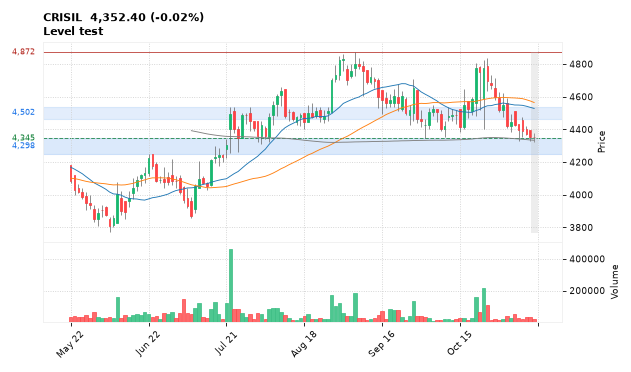 CRISIL 4,352.40 (-0.02%)
Level test
4,872
4,502
4,345
4,298
4800
4600
4400
4200
4000
3800
Price
400000
200000
Volume
May 22
Jun 22
Jul 21
Aug 18
Sep 16
Oct 15